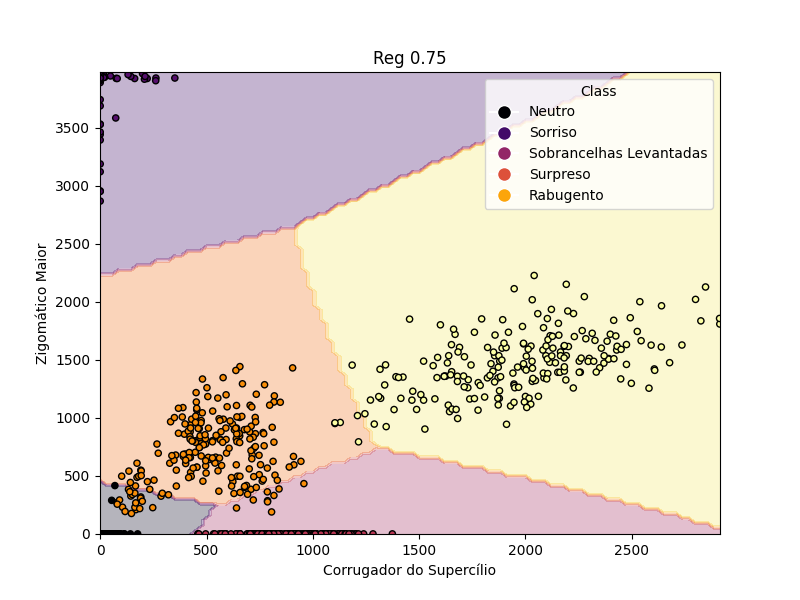 Reg 0.75
Class
Neutro
Sorriso
Sobrancelhas Levantadas
Surpreso
Rabugento
3500
3000
2500
2000
1500
1000
500
0
Zigomático Maior
0 500 1000 1500 2000 2500
Corrugador do Supercílio